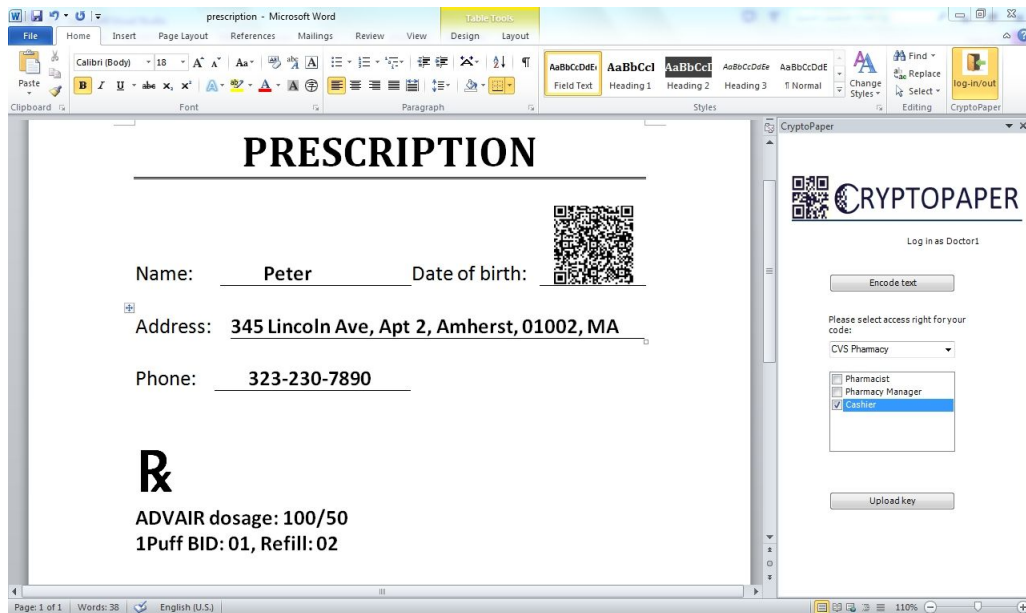 prescription - Microsoft Word
Table Tools
File Home Insert Page Layout References Mailings Review View Design Layout
Paste
Clipboard
Calibri (Body) 18 A A Aa A
B I U abc x, x² A A A
Font
Paragraph
AaBbCcDdEe AaBbCcI AaBbCcD AaBbCcDdEe AaBbCcDdE
Field Text Heading 1 Heading 2 Heading 3 ¶ Normal
Change Styles
Styles
Find
Replace
Select
Editing
log-in/out
CryptoPaper
PRESCRIPTION
Name: Peter Date of birth:
Address: 345 Lincoln Ave, Apt 2, Amherst, 01002, MA
Phone: 323-230-7890
℞
ADVAIR dosage: 100/50
1Puff BID: 01, Refill: 02
CryptoPaper
CRYPTOPAPER
Log in as Doctor1
Encode text
Please select access right for your
code:
CVS Pharmacy
Pharmacist
Pharmacy Manager
Cashier
Upload key
Page: 1 of 1 Words: 38 English (U.S.) 110%